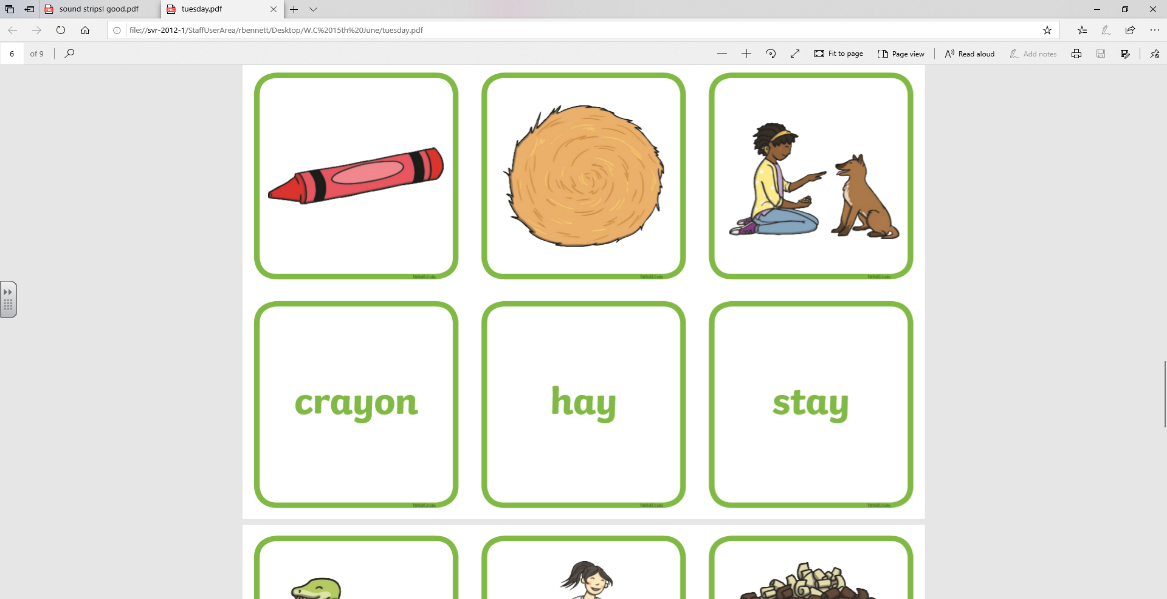 sound strips! good.pdf
tuesday.pdf
file://svr-2012-1/StaffUserArea/rbennett/Desktop/W.C%2015th%20June/tuesday.pdf
6 of 9
Fit to page
Page view
Read aloud
Add notes
crayon hay stay